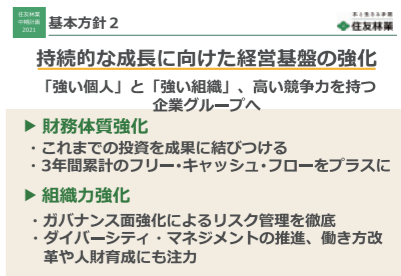 住友林業
中期計画
2021
基本方針2
木と生きる幸福
住友林業
持続的な成長に向けた経営基盤の強化
「強い個人」と「強い組織」、高い競争力を持つ
企業グループへ
▶ 財務体質強化
・これまでの投資を成果に結びつける
・3年間累計のフリー・キャッシュ・フローをプラスに
▶ 組織力強化
・ガバナンス面強化によるリスク管理を徹底
・ダイバーシティ・マネジメントの推進、働き方改
革や人財育成にも注力